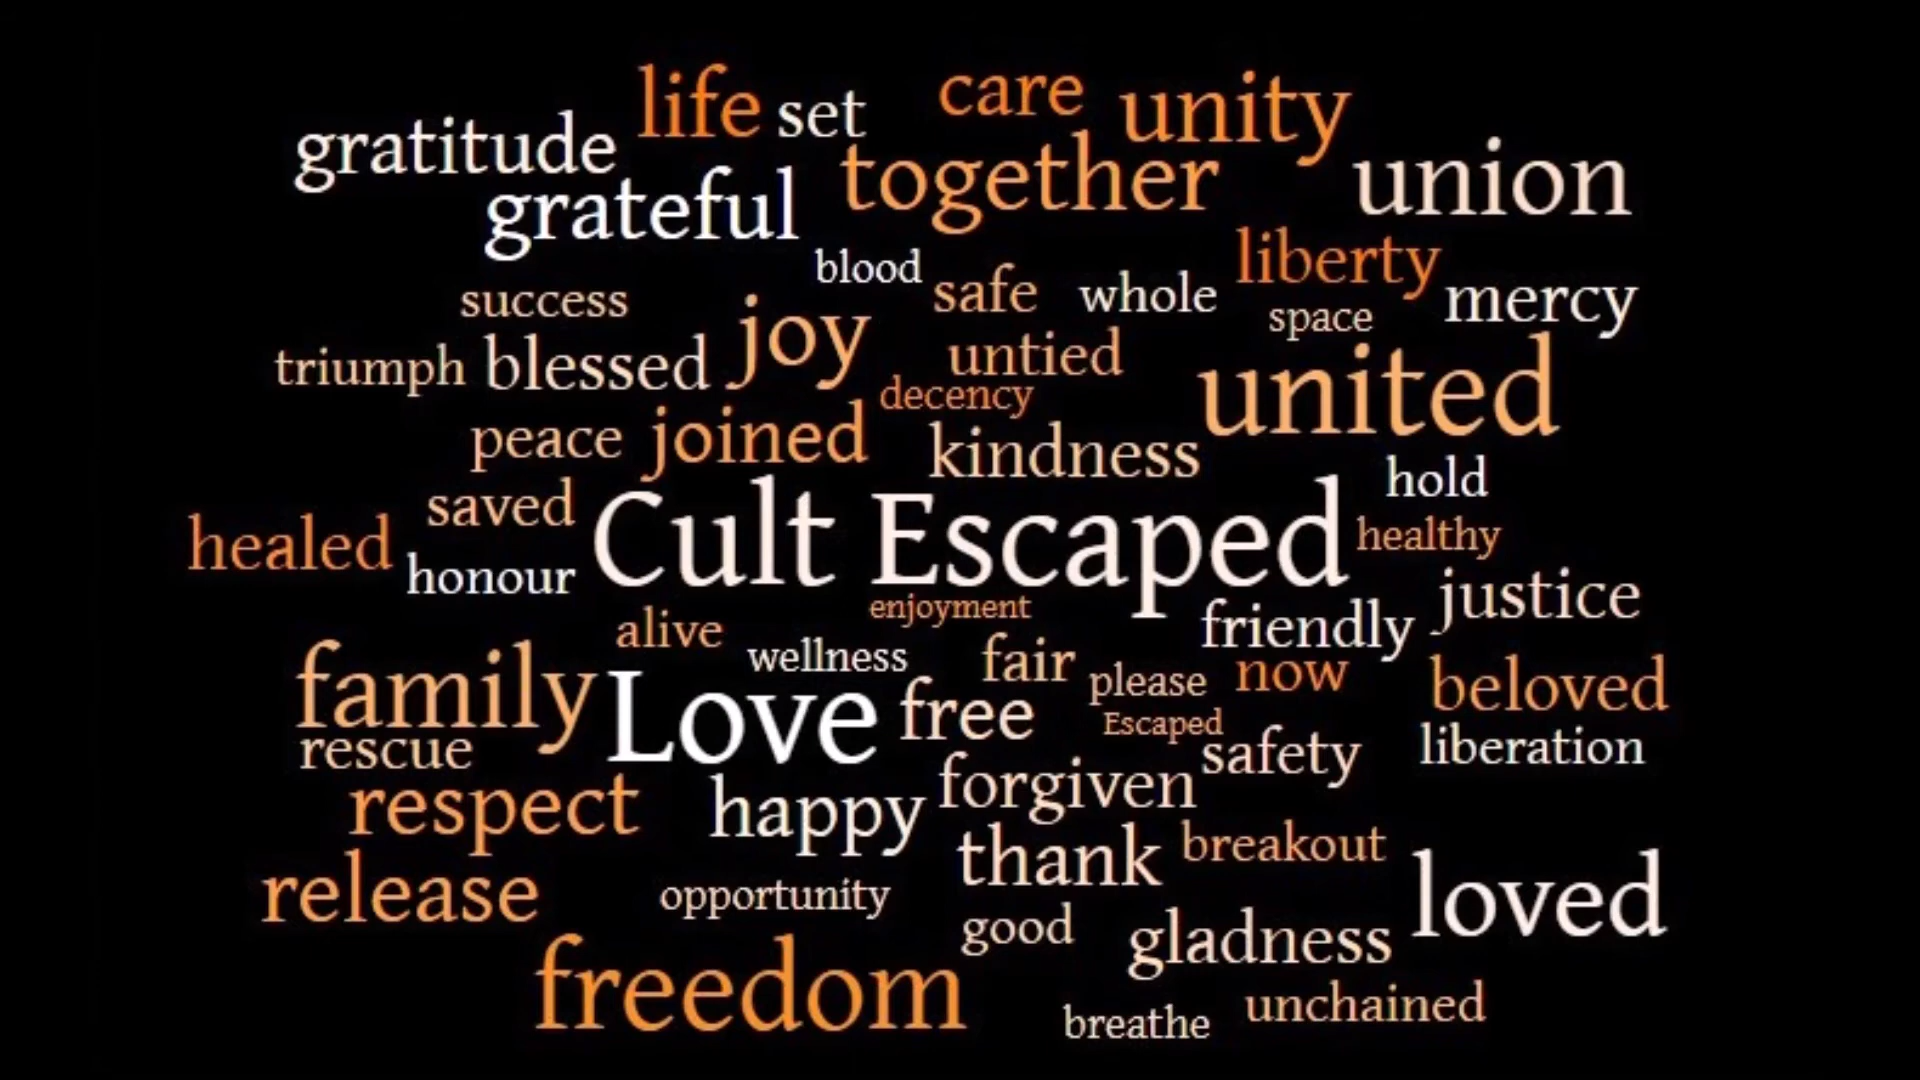 life set care unity
gratitude together union
grateful
blood safe whole liberty mercy
success joy space
triumph blessed untied united
decency
peace joined kindness
hold
saved Cult Escaped healthy
healed honour justice
enjoyment friendly
alive wellness fair please now beloved
family Love free Escaped
rescue safety liberation
respect happy forgiven
thank breakout loved
release opportunity
good gladness
freedom breathe unchained